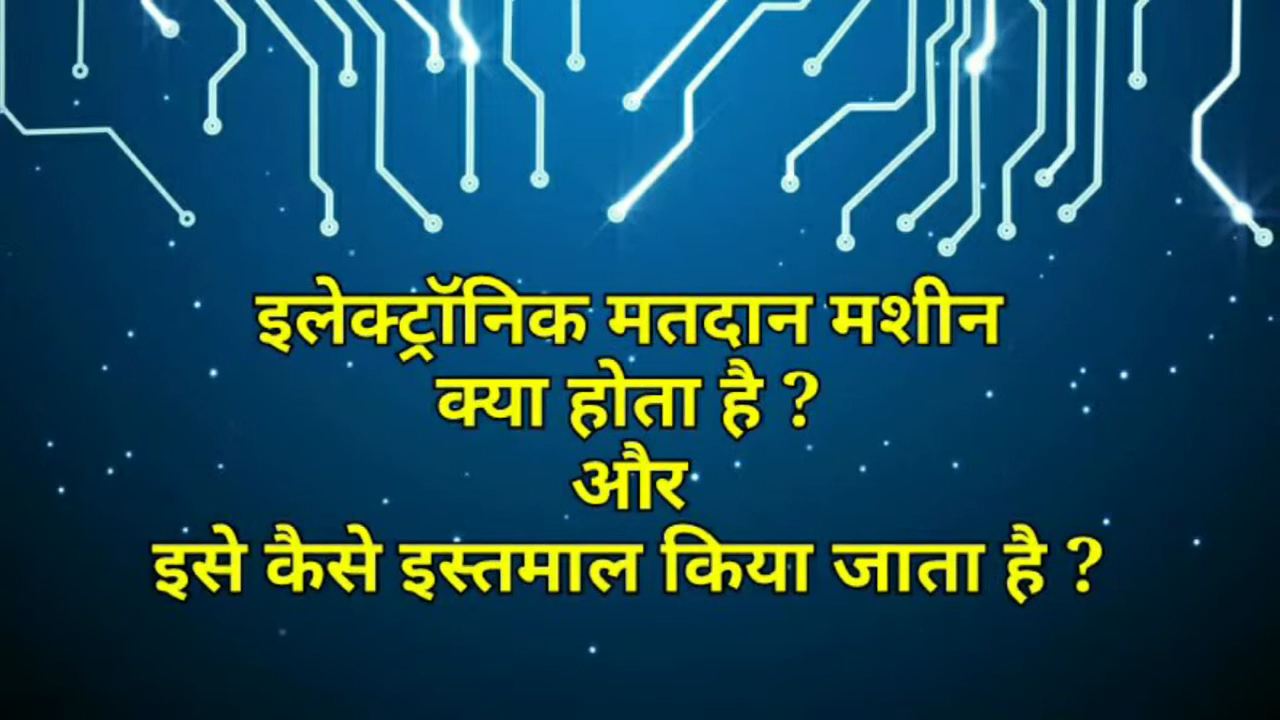 इलेक्ट्रॉनिक मतदान मशीन
क्या होता है ?
और
इसे कैसे इस्तमाल किया जाता है ?